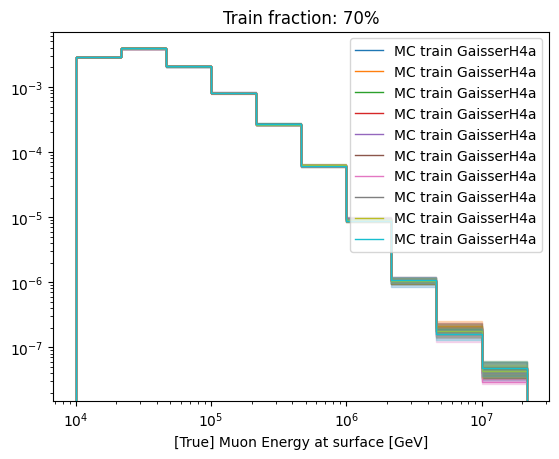 Train fraction: 70%
MC train GaisserH4a
MC train GaisserH4a
MC train GaisserH4a
MC train GaisserH4a
MC train GaisserH4a
MC train GaisserH4a
MC train GaisserH4a
MC train GaisserH4a
MC train GaisserH4a
MC train GaisserH4a
10⁻³
10⁻⁴
10⁻⁵
10⁻⁶
10⁻⁷
10⁴ 10⁵ 10⁶ 10⁷
[True] Muon Energy at surface [GeV]